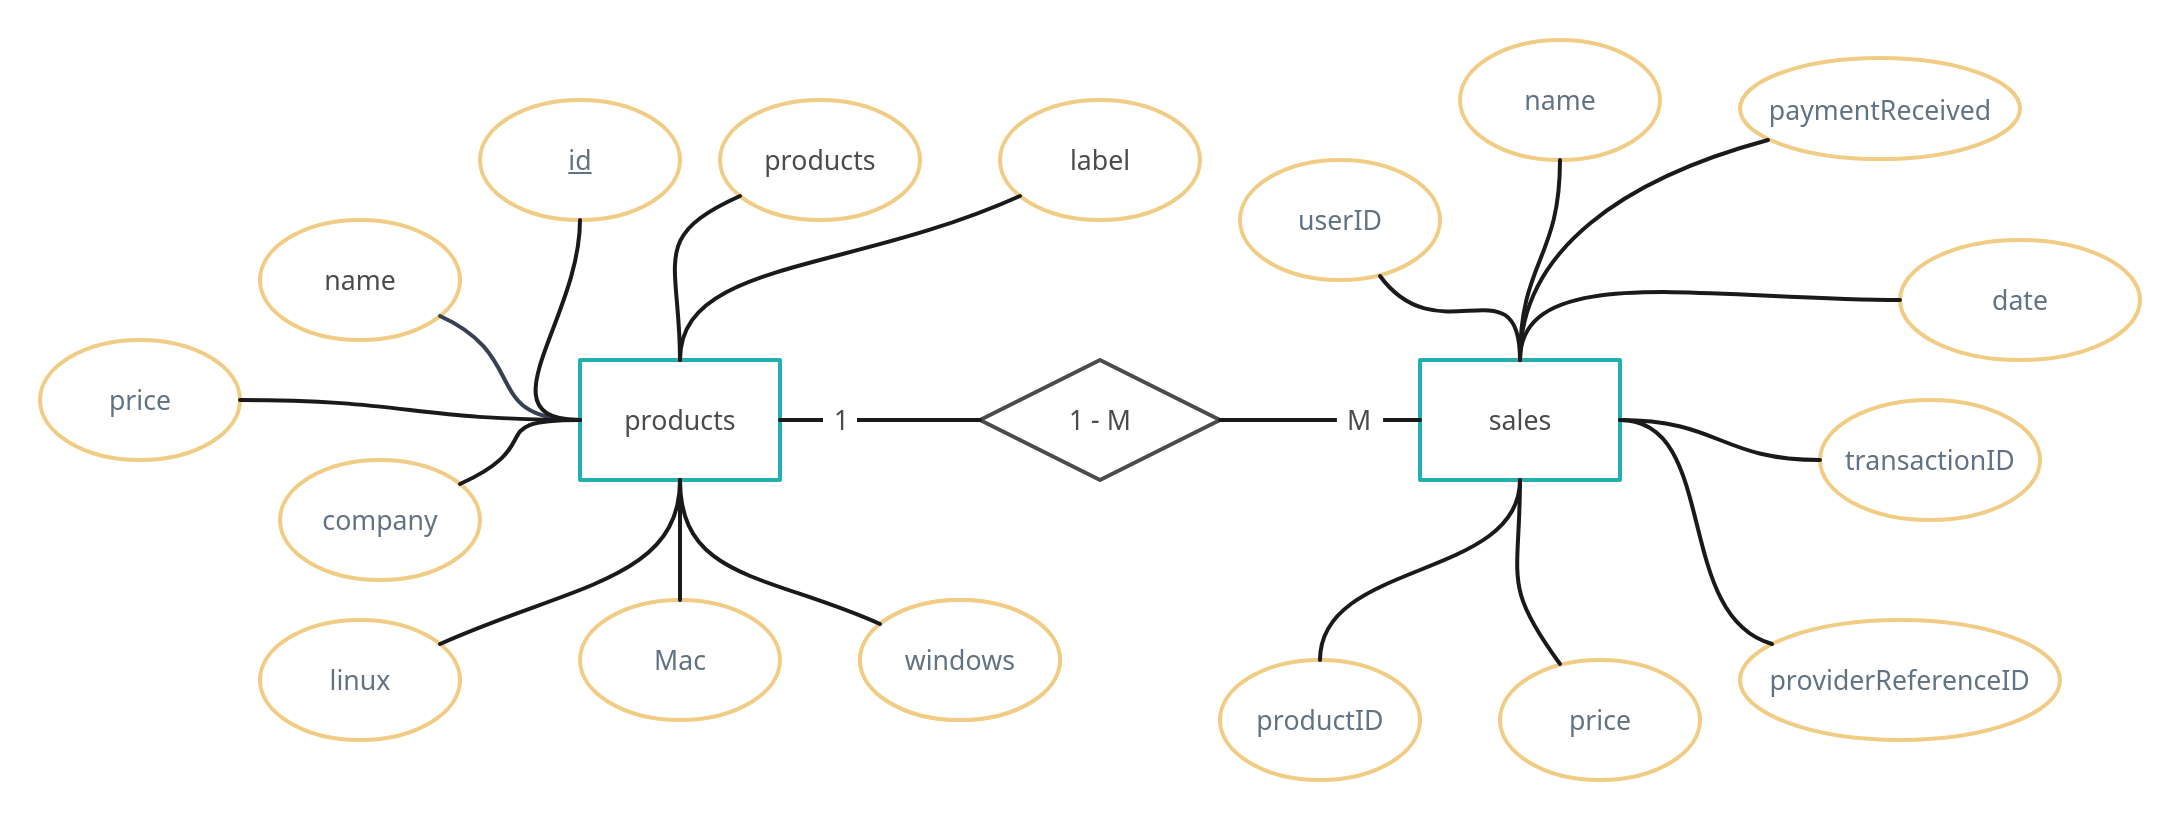 name
paymentReceived
id
products
label
userID
name
date
price
products
1
1 - M
M
sales
transactionID
company
linux
Mac
windows
providerReferenceID
productID
price